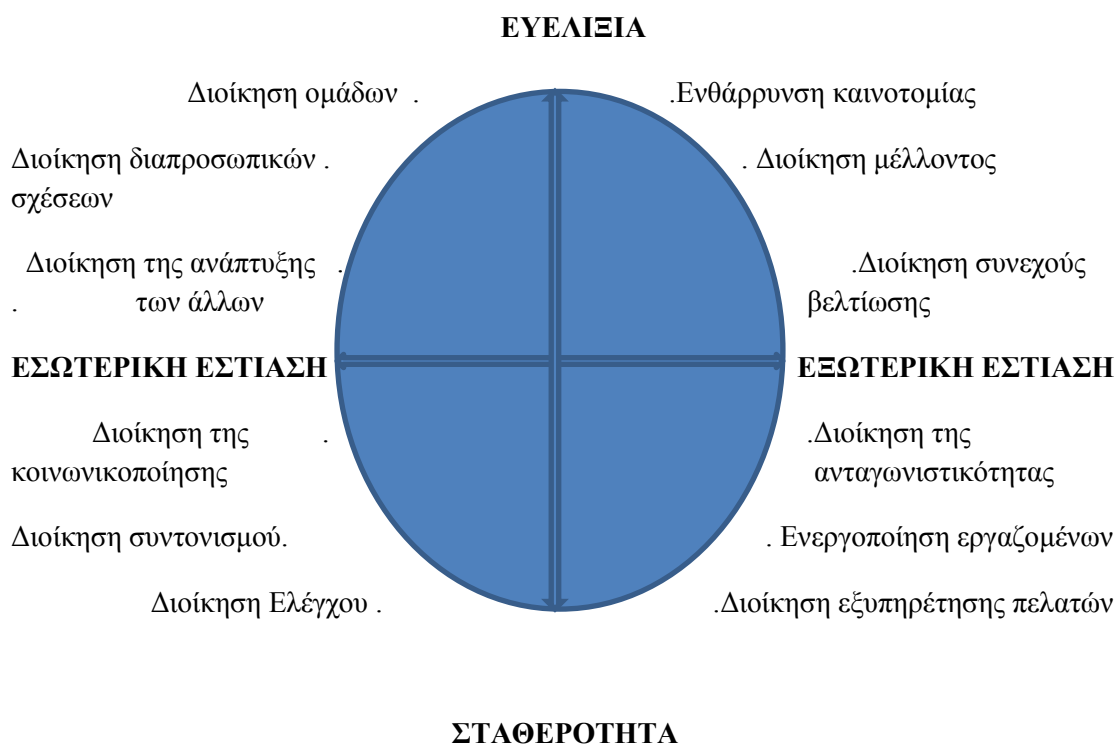 ΕΥΕΛΙΞΙΑ
Διοίκηση ομάδων .
.Ενθάρρυνση καινοτομίας
Διοίκηση διαπροσωπικών .
σχέσεων
. Διοίκηση μέλλοντος
Διοίκηση της ανάπτυξης .
. των άλλων
.Διοίκηση συνεχούς
βελτίωσης
ΕΣΩΤΕΡΙΚΗ ΕΣΤΙΑΣΗ
ΕΞΩΤΕΡΙΚΗ ΕΣΤΙΑΣΗ
Διοίκηση της .
κοινωνικοποίησης
.Διοίκηση της
ανταγωνιστικότητας
Διοίκηση συντονισμού.
. Ενεργοποίηση εργαζομένων
Διοίκηση Ελέγχου .
.Διοίκηση εξυπηρέτησης πελατών
ΣΤΑΘΕΡΟΤΗΤΑ